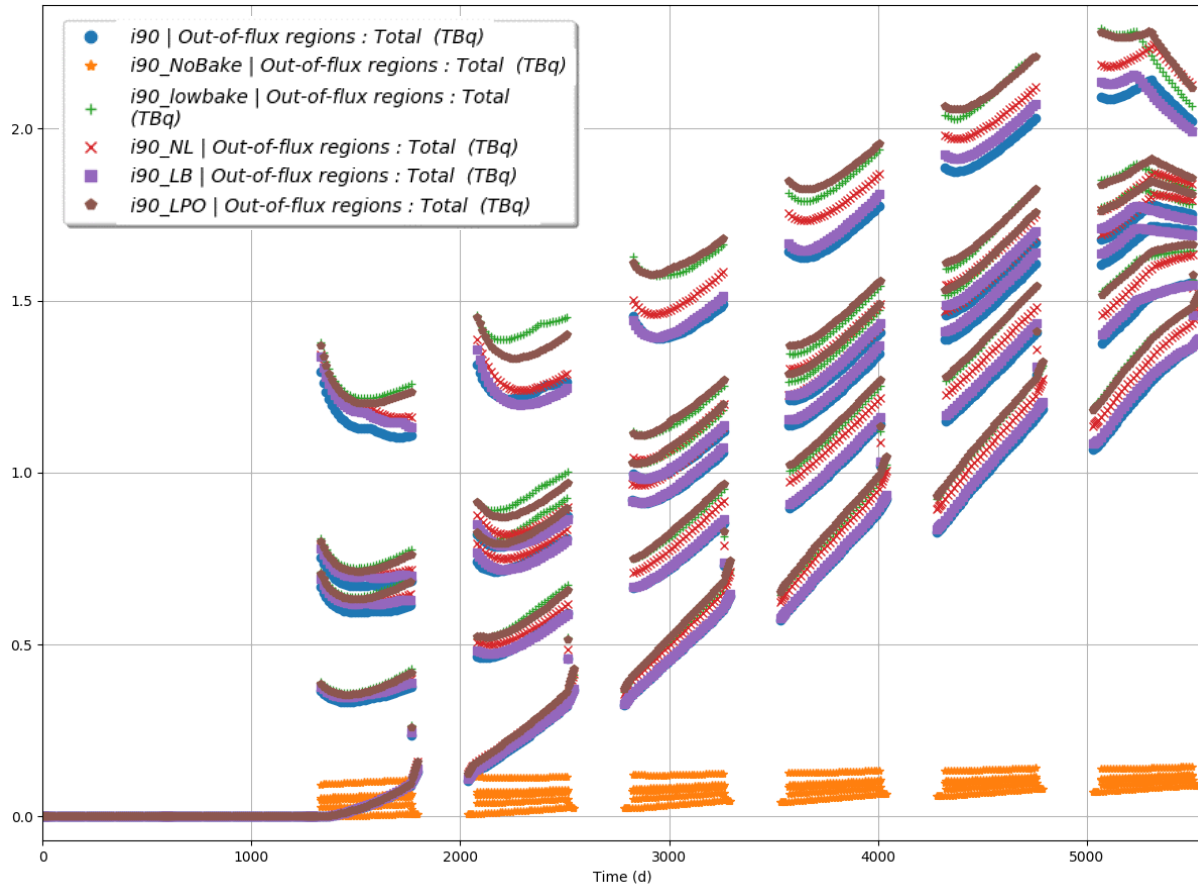 i90 | Out-of-flux regions : Total (TBq)
i90_NoBake | Out-of-flux regions : Total (TBq)
i90_lowbake | Out-of-flux regions : Total
(TBq)
i90_NL | Out-of-flux regions : Total (TBq)
i90_LB | Out-of-flux regions : Total (TBq)
i90_LPO | Out-of-flux regions : Total (TBq)
2.0
1.5
1.0
0.5
0.0
0 1000 2000 3000 4000 5000
Time (d)